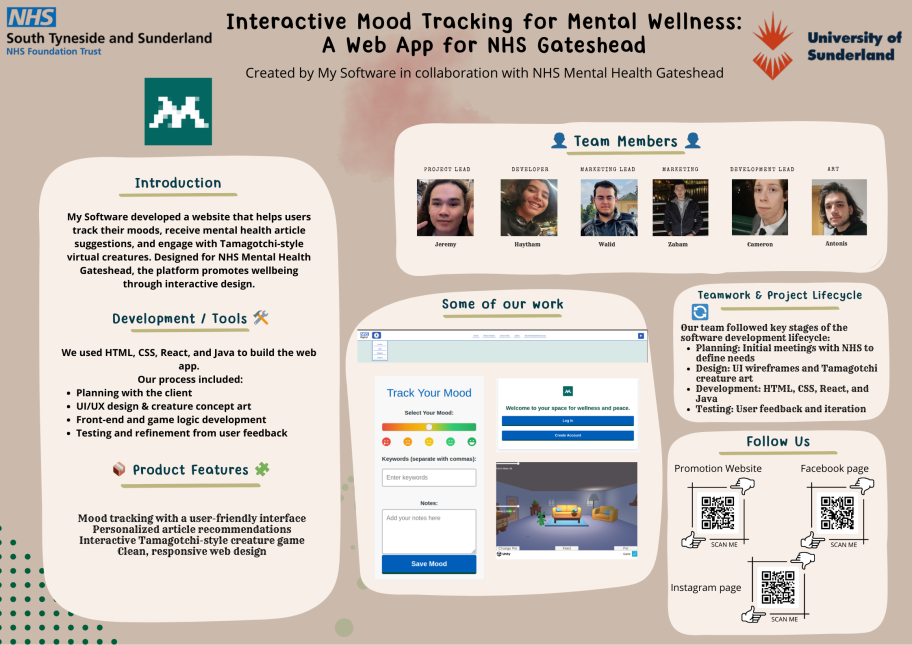 NHS
South Tyneside and Sunderland
NHS Foundation Trust
Interactive Mood Tracking for Mental Wellness:
A Web App for NHS Gateshead
Created by My Software in collaboration with NHS Mental Health Gateshead
University of
Sunderland
Introduction
My Software developed a website that helps users
track their moods, receive mental health article
suggestions, and engage with Tamagotchi-style
virtual creatures. Designed for NHS Mental Health
Gateshead, the platform promotes wellbeing
through interactive design.
Development / Tools
We used HTML, CSS, React, and Java to build the web
app.
Our process included:
Planning with the client
UI/UX design & creature concept art
Front-end and game logic development
Testing and refinement from user feedback
Product Features
Mood tracking with a user-friendly interface
Personalized article recommendations
Interactive Tamagotchi-style creature game
Clean, responsive web design
Team Members
PROJECT LEAD
DEVELOPER
MARKETING LEAD
MARKETING
DEVELOPMENT LEAD
ART
Jeremy
Haytham
Walid
Zabam
Cameron
Antonis
Some of our work
Track Your Mood
Select Your Mood:
Keywords (separate with commas):
Enter keywords
Notes:
Add your notes here
Save Mood
Welcome to your space for wellness and peace.
Log In
Create Account
Change Pic
Feed
Unity
Teamwork & Project Lifecycle
Our team followed key stages of the
software development lifecycle:
Planning: Initial meetings with NHS to
define needs
Design: UI wireframes and Tamagotchi
creature art
Development: HTML, CSS, React, and
Java
Testing: User feedback and iteration
Follow Us
Promotion Website
Facebook page
SCAN ME
SCAN ME
Instagram page
SCAN ME